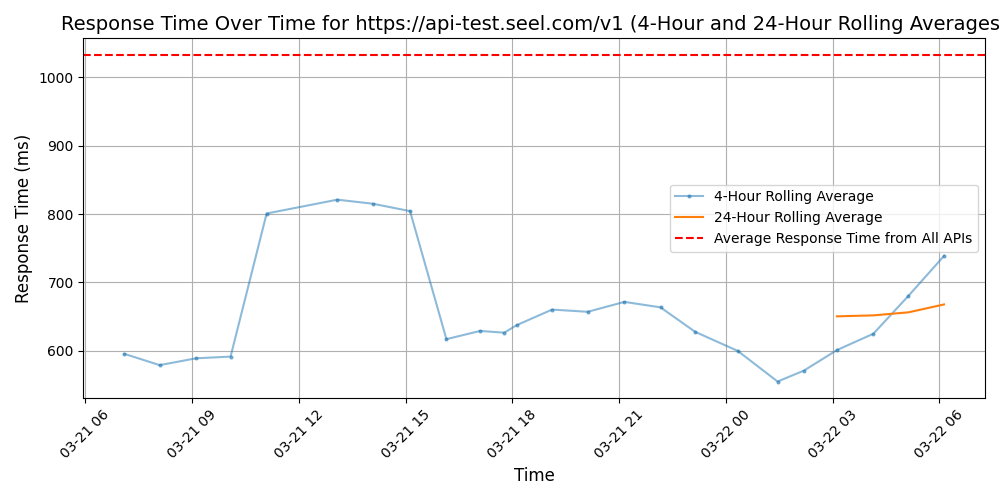 Response Time Over Time for https://api-test.seel.com/v1 (4-Hour and 24-Hour Rolling Averages
Response Time (ms)
1000
900
800
700
600
4-Hour Rolling Average
24-Hour Rolling Average
Average Response Time from All APIs
03-21 06
03-21 09
03-21 12
03-21 15
03-21 18
03-21 21
03-22 00
03-22 03
03-22 06
Time